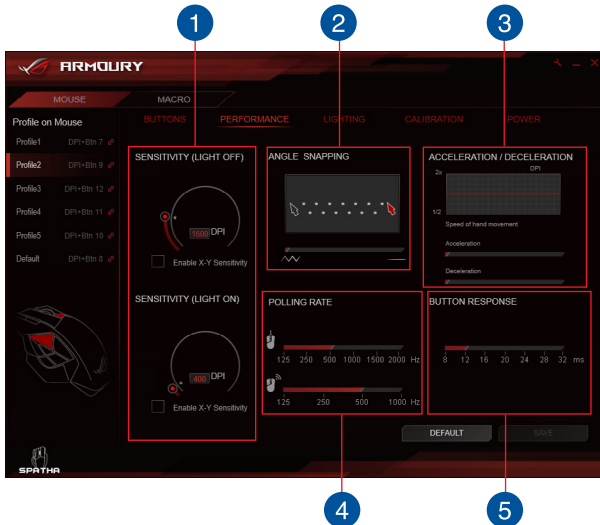 1 2 3
ARMOURY
MOUSE MACRO
Profile on Mouse
BUTTONS PERFORMANCE LIGHTING CALIBRATION POWER
Profile1 DPI+Btn 7
Profile2 DPI+Btn 9
Profile3 DPI+Btn 12
Profile4 DPI+Btn 11
Profile5 DPI+Btn 10
Default DPI+Btn 8
SENSITIVITY (LIGHT OFF)
1600 DPI
Enable X-Y Sensitivity
SENSITIVITY (LIGHT ON)
400 DPI
Enable X-Y Sensitivity
ANGLE SNAPPING
ACCELERATION / DECELERATION
DPI
2x
1/2
Speed of hand movement
Acceleration
Deceleration
POLLING RATE
125 250 500 1000 1500 2000 Hz
125 250 500 1000 Hz
BUTTON RESPONSE
8 12 16 20 24 28 32 ms
DEFAULT SAVE
SPATHA
4 5